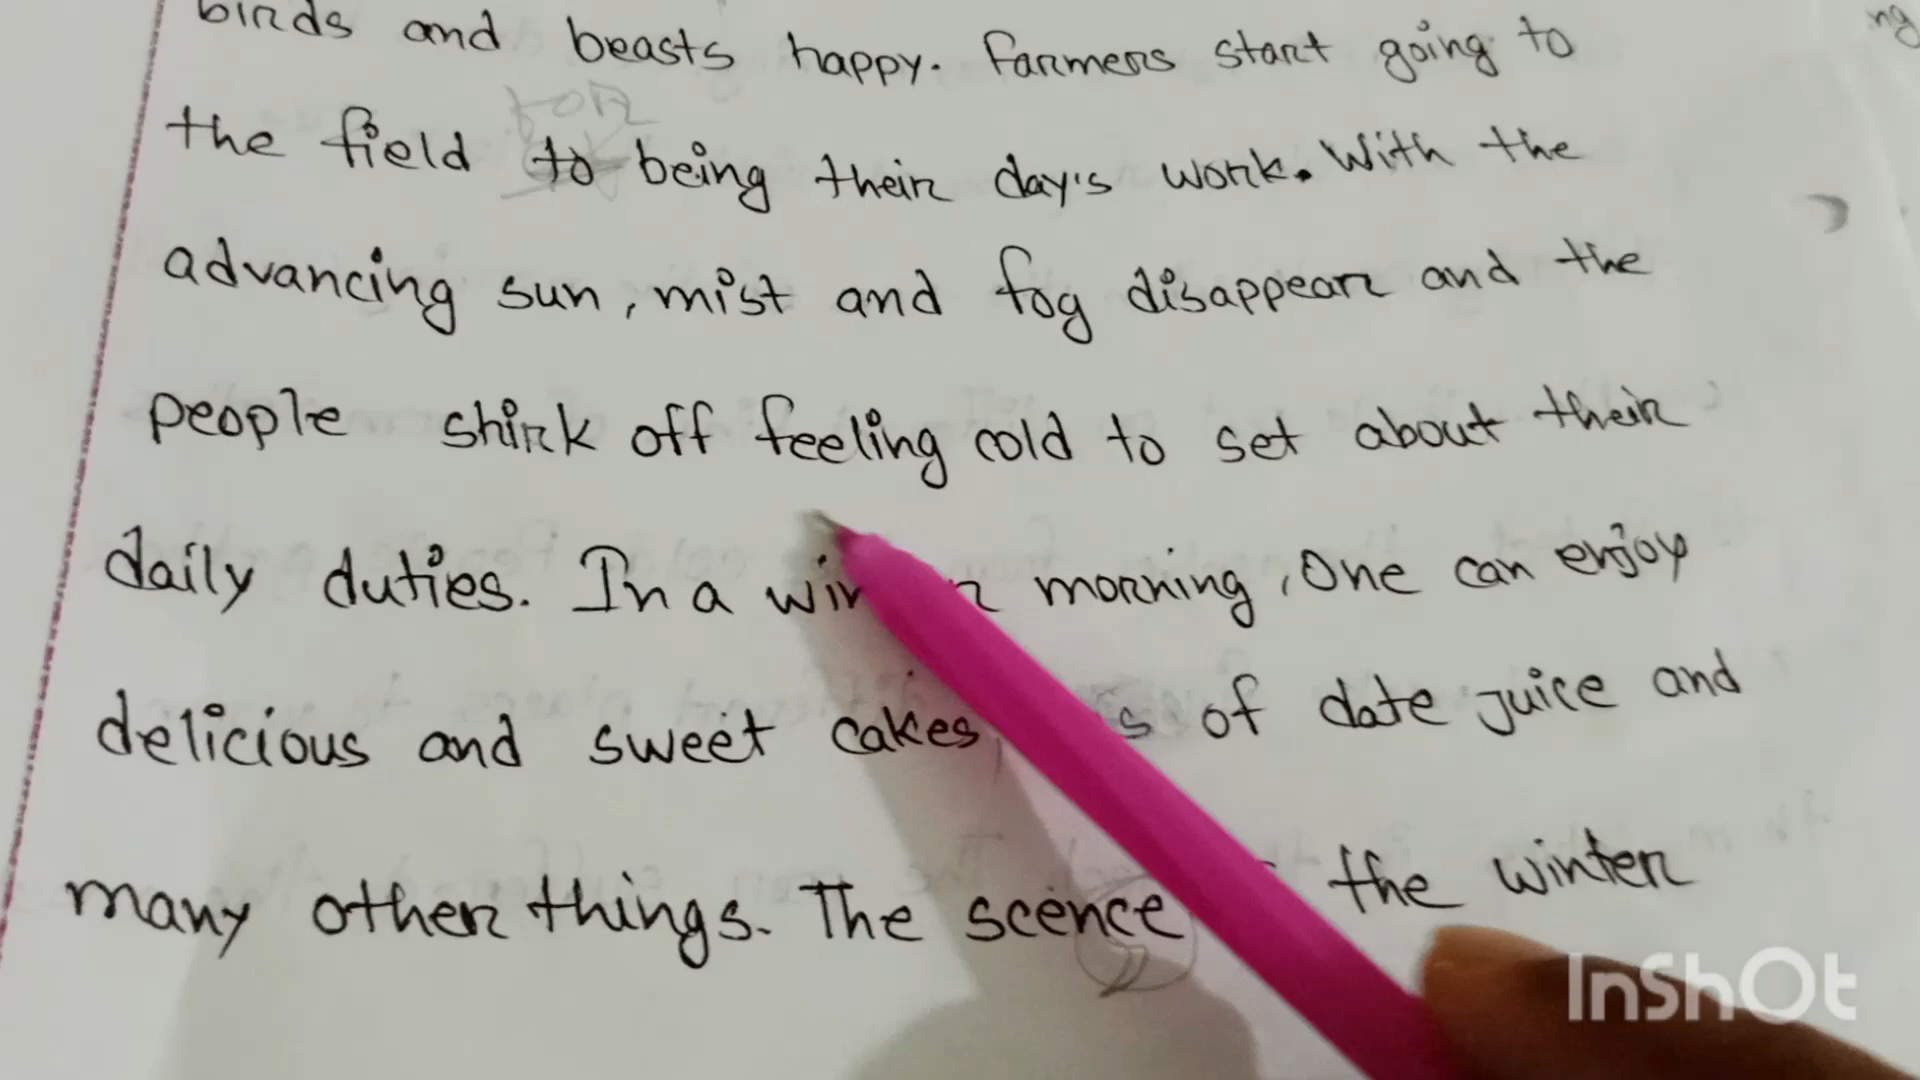 birds and beasts happy. Farmers start going to
the field to being their day's work. With the
for
advancing sun, mist and fog disappear and the
people shirk off feeling cold to set about their
daily duties. In a morning, One can enjoy
delicious and sweet cakes, of date juice and
many other things. The scence the winter
InShOt